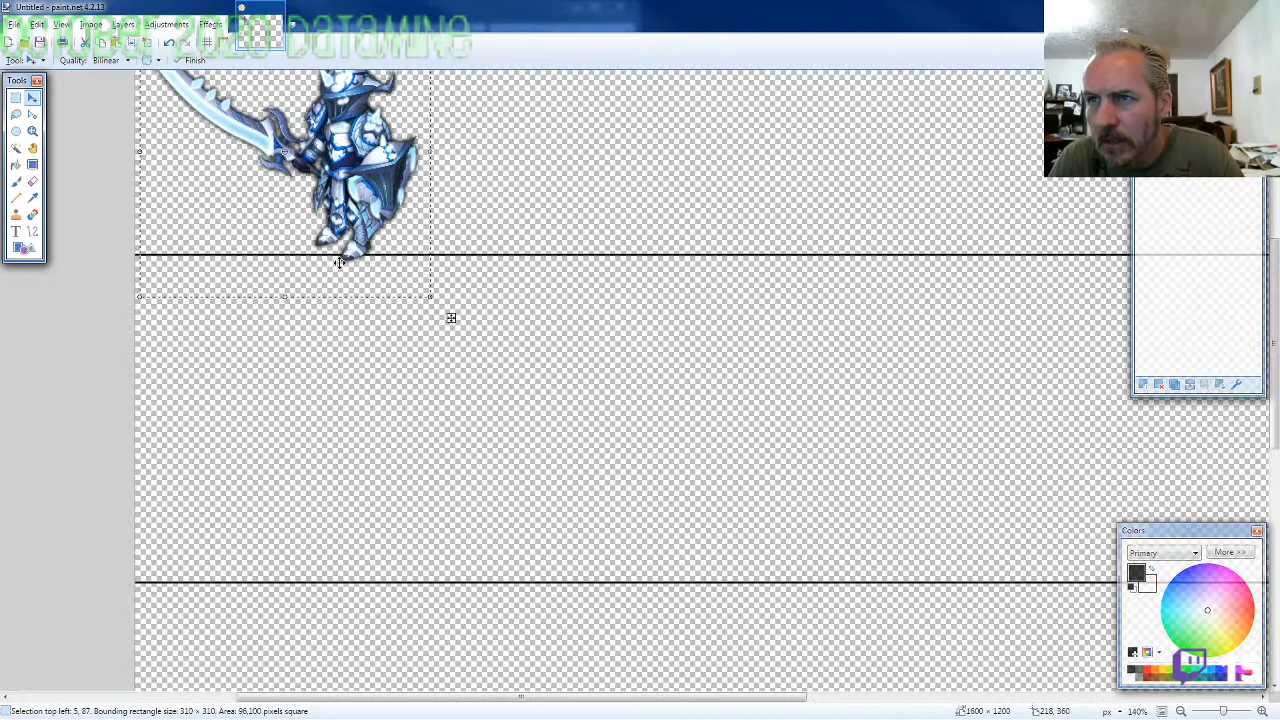 Untitled - paint.net 4.2.13
File Edit View Image Layers Adjustments Effects
October 2020 Datamine
Tool: Quality: Bilinear Finish
Tools
Colors
Primary More >>
Selection top left: 5, 87. Bounding rectangle size: 310 × 310. Area: 96,100 pixels square 1600 × 1200 218, 360 px 140%